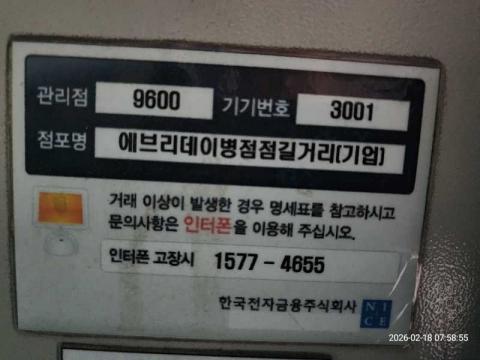 관리점 9600 기기번호 3001
점포명 에브리데이병점점길거리(기업)
거래 이상이 발생한 경우 명세표를 참고하시고
문의사항은 인터폰을 이용해 주십시오.
인터폰 고장시 1577-4655
한국전자금융주식회사 NICE
2026-02-18 07:58:55